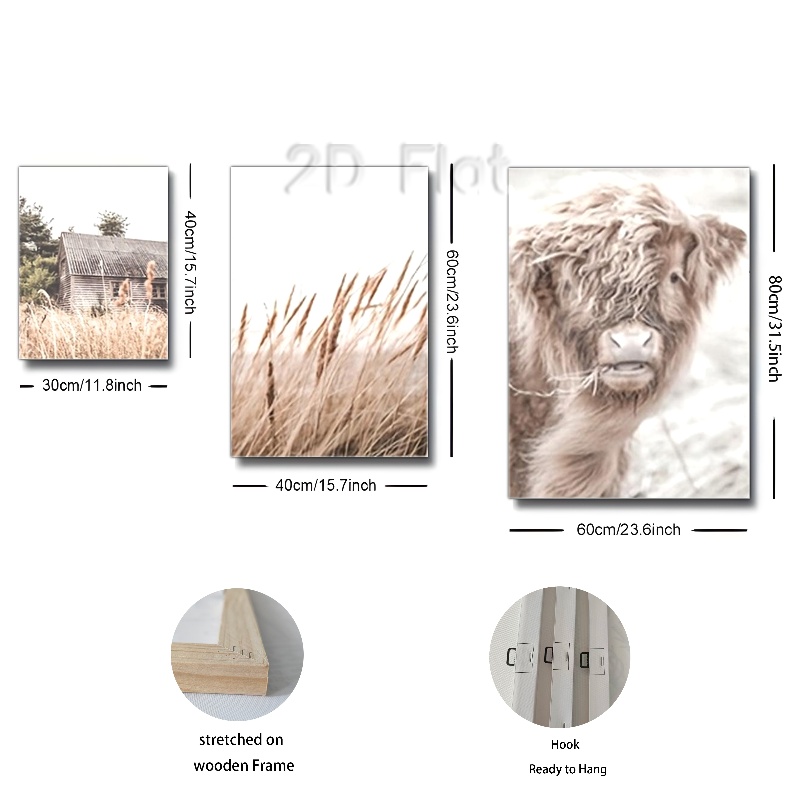 2D Flat
40cm/15.7inch
30cm/11.8inch
60cm/23.6inch
40cm/15.7inch
80cm/31.5inch
60cm/23.6inch
stretched on
wooden Frame
Hook
Ready to Hang